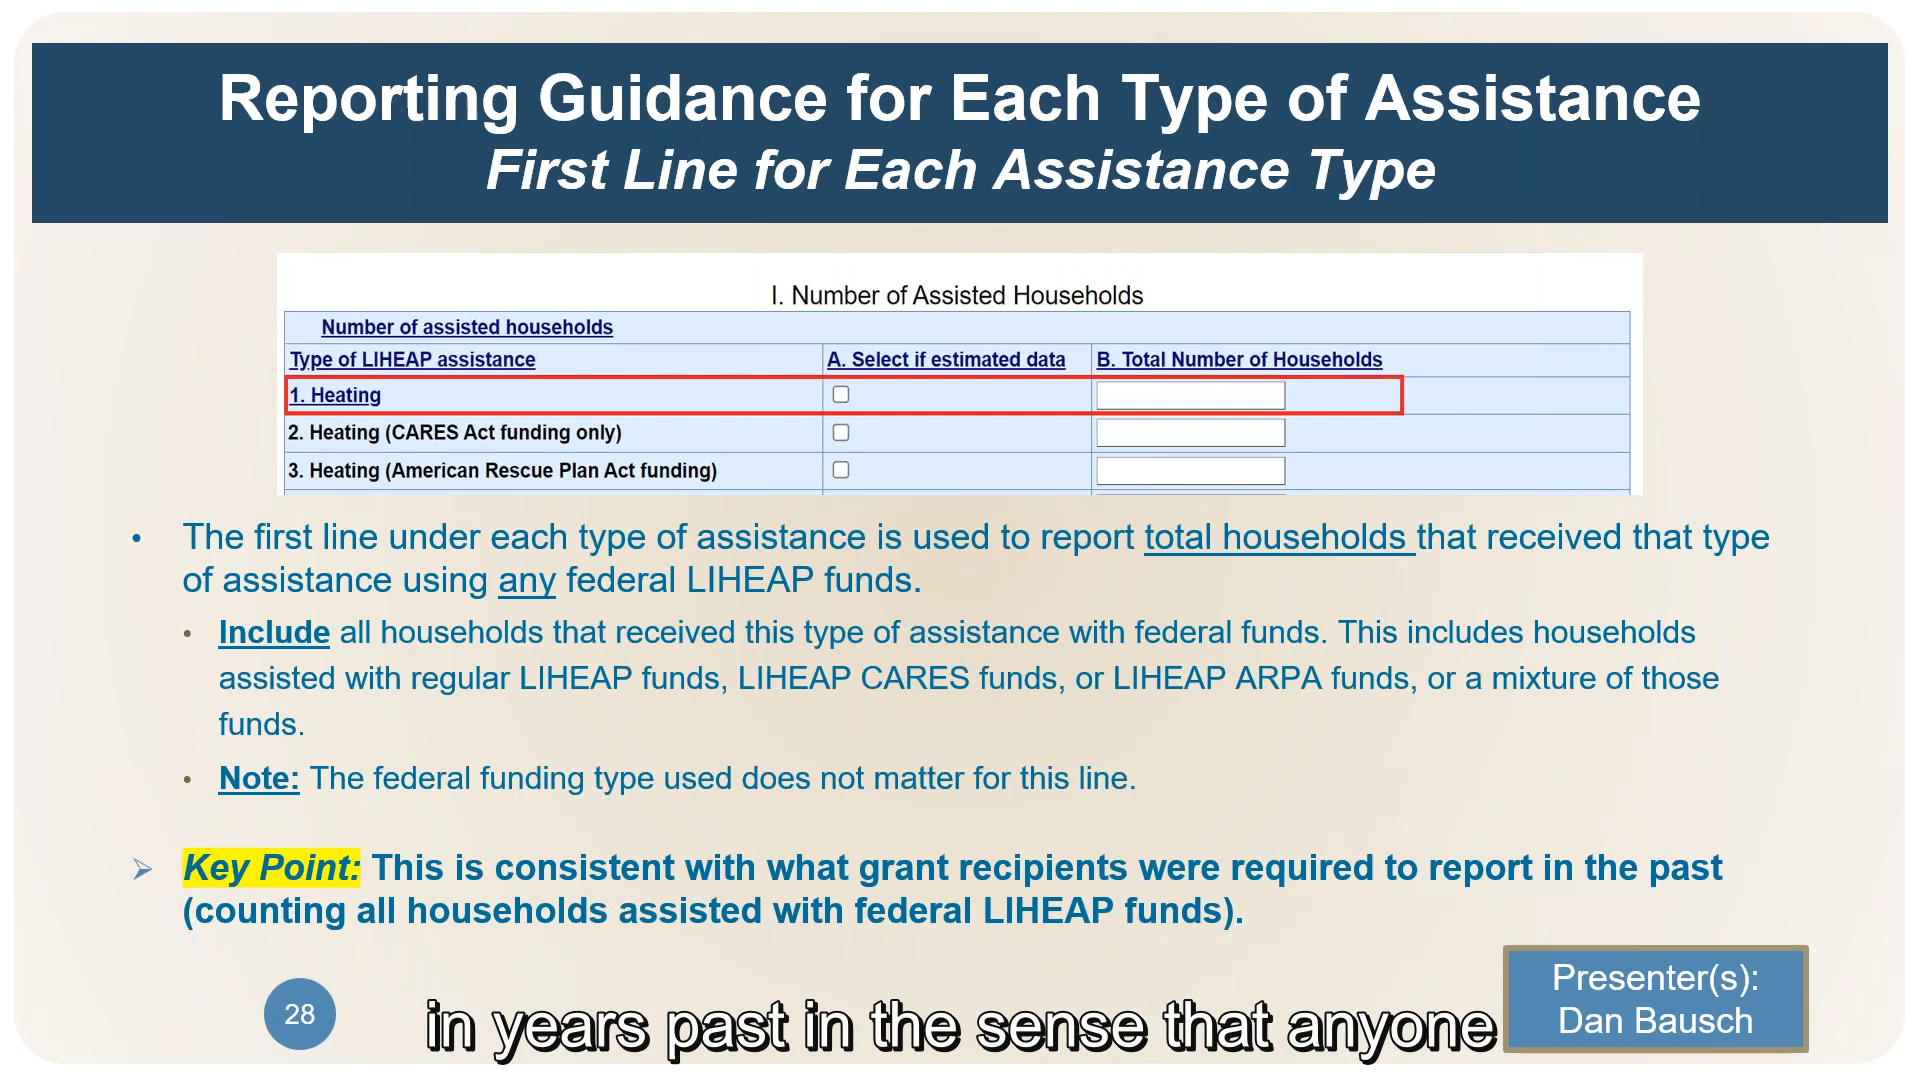 Reporting Guidance for Each Type of Assistance
First Line for Each Assistance Type
I. Number of Assisted Households
Number of assisted households
Type of LIHEAP assistance A. Select if estimated data B. Total Number of Households
1. Heating
2. Heating (CARES Act funding only)
3. Heating (American Rescue Plan Act funding)
• The first line under each type of assistance is used to report total households that received that type
of assistance using any federal LIHEAP funds.
• Include all households that received this type of assistance with federal funds. This includes households
assisted with regular LIHEAP funds, LIHEAP CARES funds, or LIHEAP ARPA funds, or a mixture of those
funds.
• Note: The federal funding type used does not matter for this line.
➢ Key Point: This is consistent with what grant recipients were required to report in the past
(counting all households assisted with federal LIHEAP funds).
28
in years past in the sense that anyone
Presenter(s):
Dan Bausch